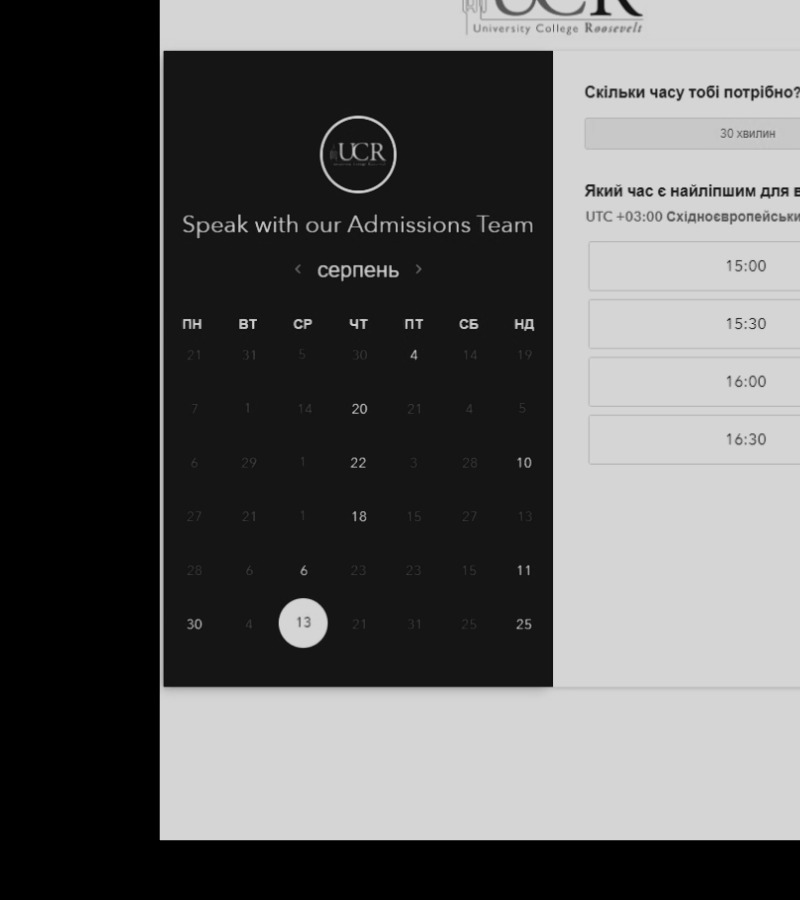 UCR
University College Roosevelt
UCR
Speak with our Admissions Team
‹ серпень ›
ПН ВТ СР ЧТ ПТ СБ НД
21 31 5 30 4 14 19
7 1 14 20 21 4 5
6 29 1 22 3 28 10
27 21 1 18 15 27 13
28 6 6 23 23 15 11
30 4 13 21 31 25 25
Скільки часу тобі потрібно?
30 хвилин
Який час є найліпшим для в
UTC +03:00 Східноєвропейськи
15:00
15:30
16:00
16:30